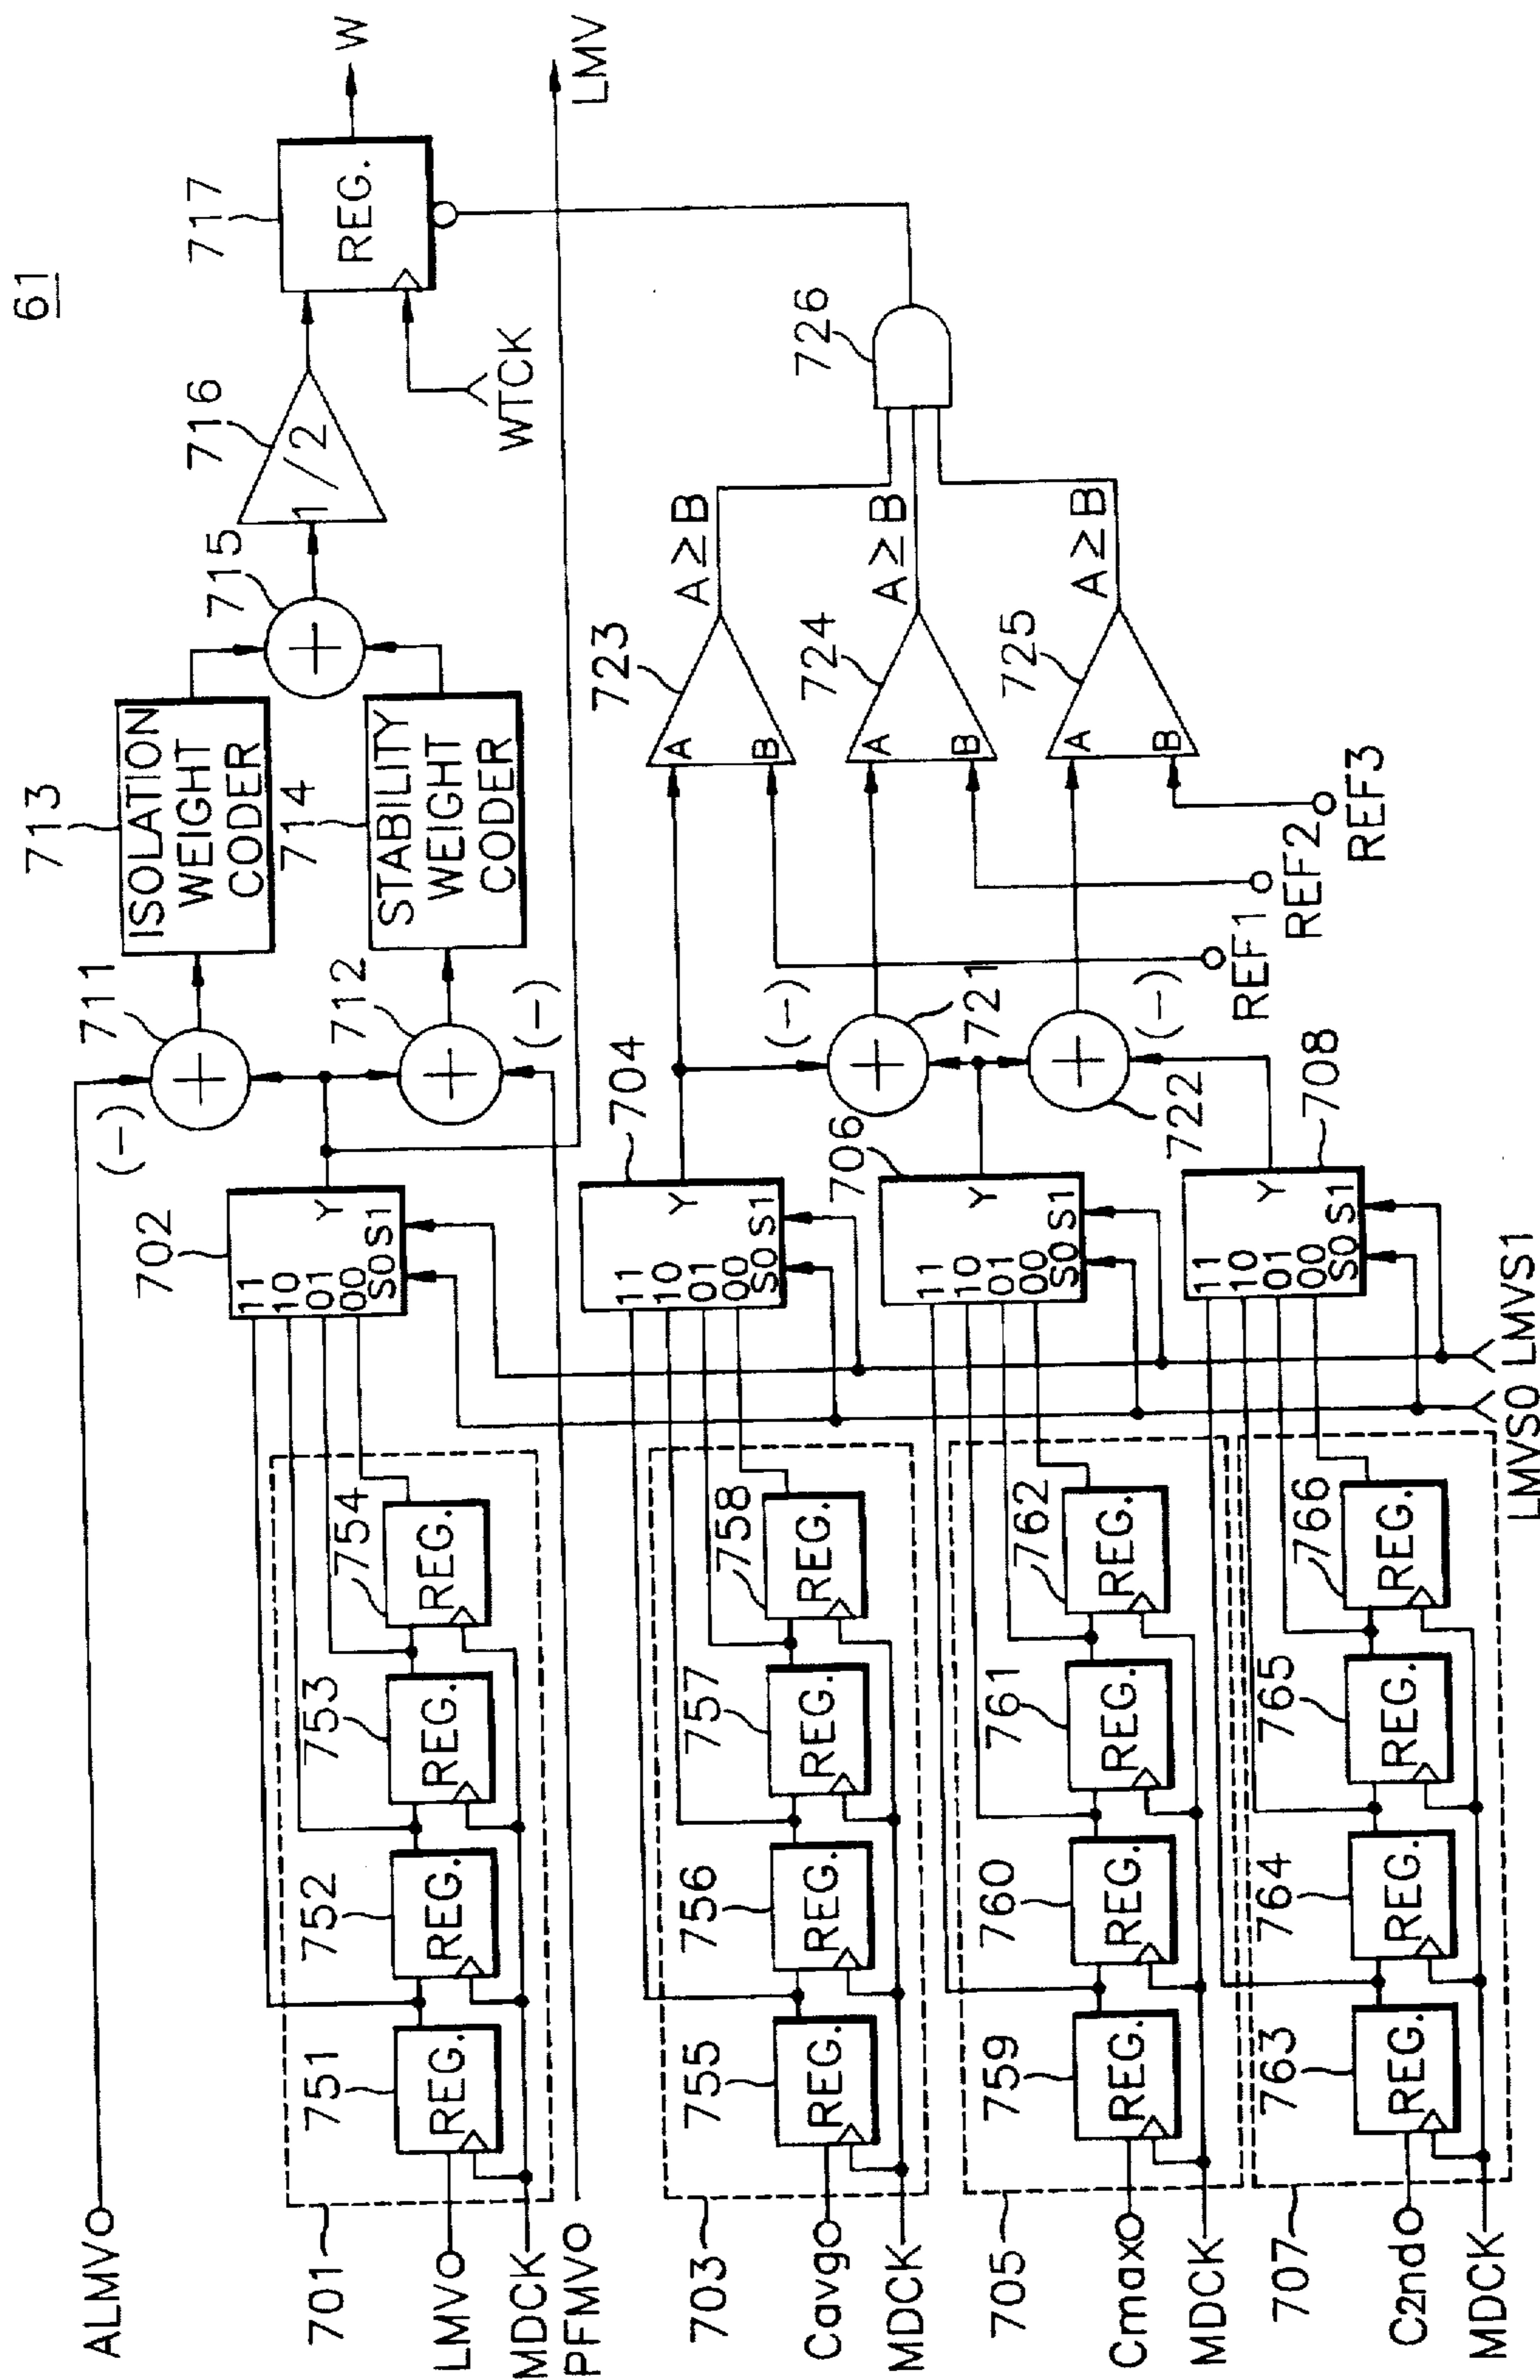 61
ALMV
LMV
MDCK
PFMV
701
751
REG.
752
REG.
753
REG.
754
REG.
702
11
10
01
00
S0 S1
Y
(-)
711
+
712
+
(-)
713
ISOLATION
WEIGHT
CODER
714
STABILITY
WEIGHT
CODER
715
+
716
1/2
717
REG.
WTCK
W
LMV
Cavg
MDCK
703
755
REG.
756
REG.
757
REG.
758
REG.
704
11
10
01
00
S0 S1
Y
(-)
721
+
723
A
B
A≥B
724
A
B
A≥B
725
A
B
A≥B
726
REF1
REF2
REF3
Cmax
MDCK
705
759
REG.
760
REG.
761
REG.
762
REG.
706
11
10
01
00
S0 S1
Y
722
+
(-)
C2nd
MDCK
707
763
REG.
764
REG.
765
REG.
766
REG.
708
11
10
01
00
S0 S1
Y
LMVS0
LMVS1